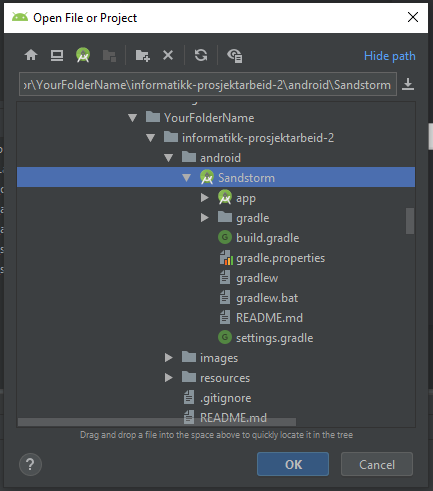 Open File or Project
Hide path
or\YourFolderName\informatikk-prosjektarbeid-2\android\Sandstorm
YourFolderName
informatikk-prosjektarbeid-2
android
Sandstorm
app
gradle
build.gradle
gradle.properties
gradlew
gradlew.bat
README.md
settings.gradle
images
resources
.gitignore
README.md
Drag and drop a file into the space above to quickly locate it in the tree
?
OK
Cancel